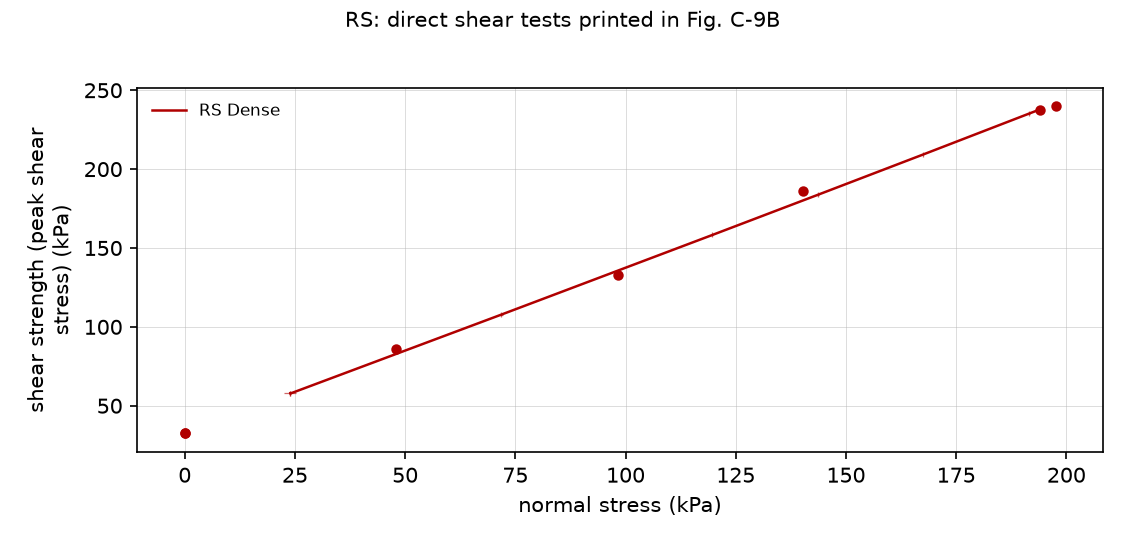 RS: direct shear tests printed in Fig. C-9B
RS Dense
shear strength (peak shear
stress) (kPa)
250
200
150
100
50
0 25 50 75 100 125 150 175 200
normal stress (kPa)